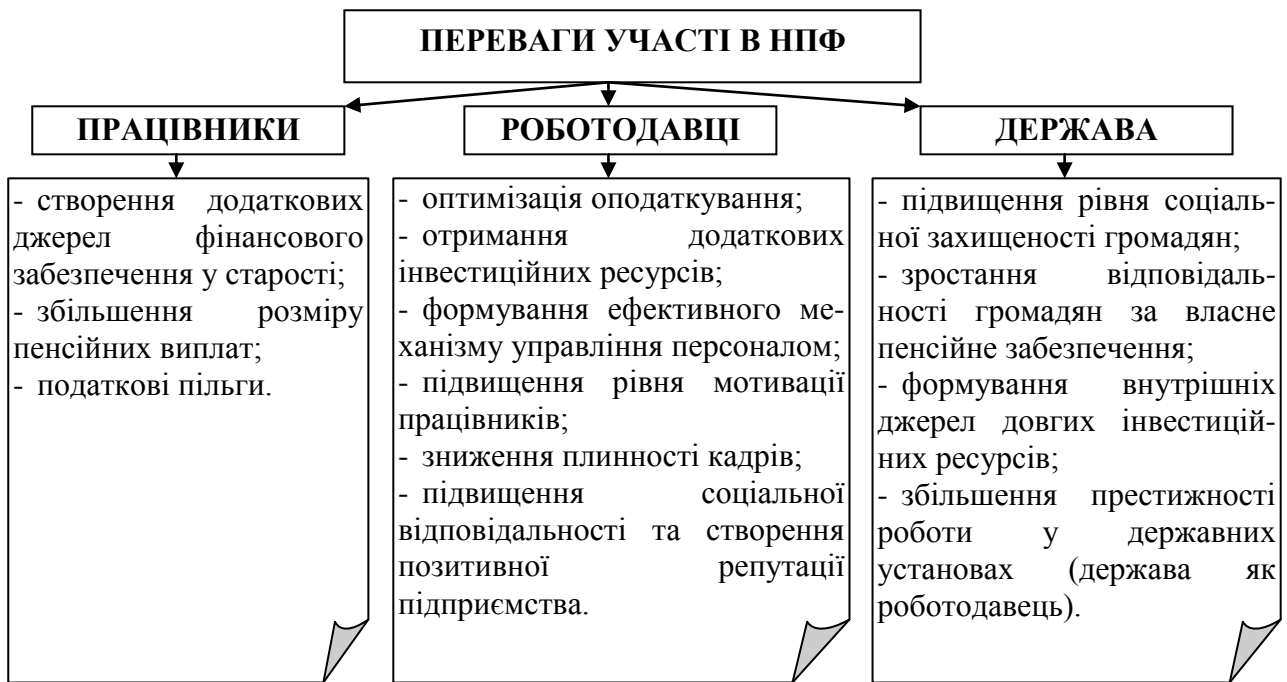 ПЕРЕВАГИ УЧАСТІ В НПФ
ПРАЦІВНИКИ
- створення додаткових
джерел фінансового
забезпечення у старості;
- збільшення розміру
пенсійних виплат;
- податкові пільги.
РОБОТОДАВЦІ
- оптимізація оподаткування;
- отримання додаткових
інвестиційних ресурсів;
- формування ефективного ме-
ханізму управління персоналом;
- підвищення рівня мотивації
працівників;
- зниження плинності кадрів;
- підвищення соціальної
відповідальності та створення
позитивної репутації
підприємства.
ДЕРЖАВА
- підвищення рівня соціаль-
ної захищеності громадян;
- зростання відповідаль-
ності громадян за власне
пенсійне забезпечення;
- формування внутрішніх
джерел довгих інвестицій-
них ресурсів;
- збільшення престижності
роботи у державних
установах (держава як
роботодавець).